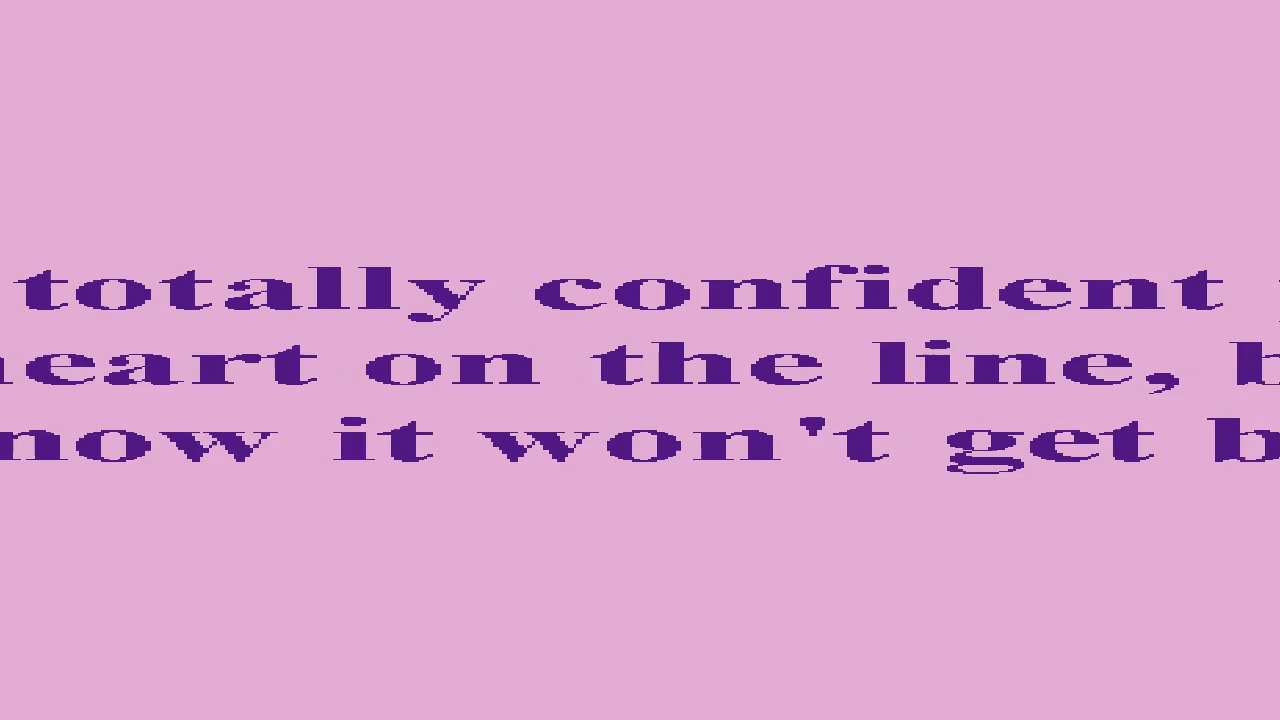 totally confident
heart on the line,
now it won't get